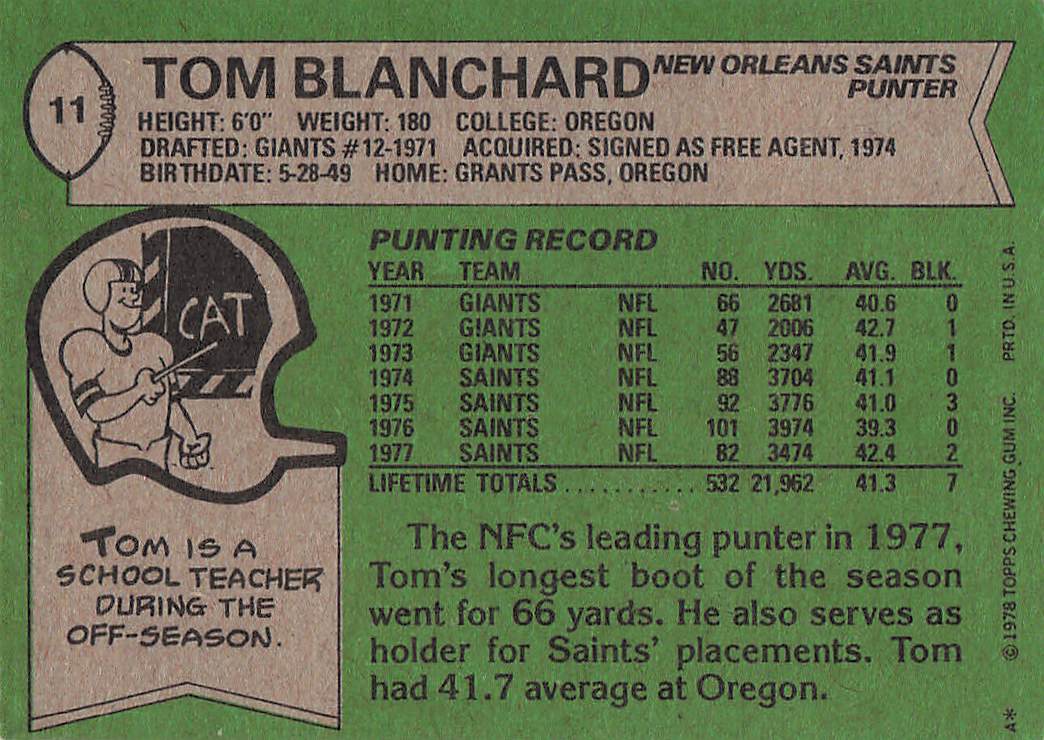 11
TOM BLANCHARD NEW ORLEANS SAINTS
PUNTER
HEIGHT: 6'0" WEIGHT: 180 COLLEGE: OREGON
DRAFTED: GIANTS #12-1971 ACQUIRED: SIGNED AS FREE AGENT, 1974
BIRTHDATE: 5-28-49 HOME: GRANTS PASS, OREGON
CAT
TOM IS A
SCHOOL TEACHER
DURING THE
OFF-SEASON.
PUNTING RECORD
YEAR TEAM NO. YDS. AVG. BLK.
1971 GIANTS NFL 66 2681 40.6 0
1972 GIANTS NFL 47 2006 42.7 1
1973 GIANTS NFL 56 2347 41.9 1
1974 SAINTS NFL 88 3704 41.1 0
1975 SAINTS NFL 92 3776 41.0 3
1976 SAINTS NFL 101 3974 39.3 0
1977 SAINTS NFL 82 3474 42.4 2
LIFETIME TOTALS ........... 532 21,962 41.3 7
The NFC's leading punter in 1977,
Tom's longest boot of the season
went for 66 yards. He also serves as
holder for Saints' placements. Tom
had 41.7 average at Oregon.
A* ©1978 TOPPS CHEWING GUM INC. PRTD. IN U.S.A.